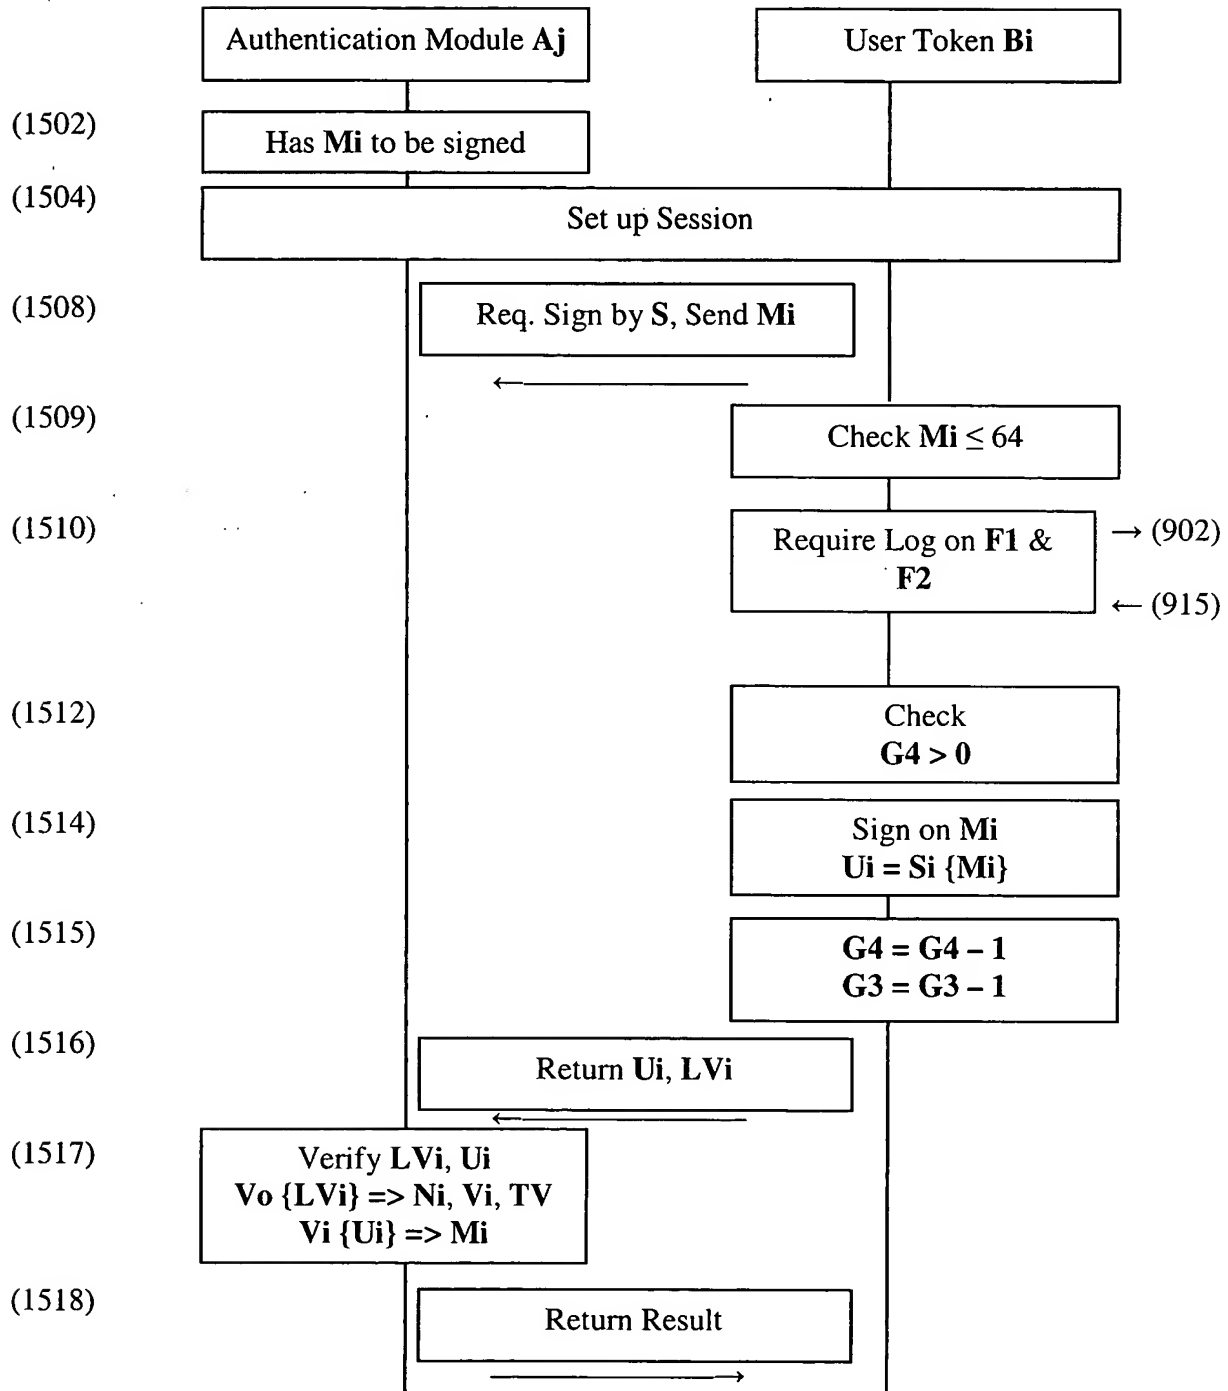 Authentication Module Aj
User Token Bi
(1502)
Has Mi to be signed
(1504)
Set up Session
(1508)
Req. Sign by S, Send Mi
←
(1509)
Check Mi ≤ 64
(1510)
Require Log on F1 &
F2
→ (902)
← (915)
(1512)
Check
G4 > 0
(1514)
Sign on Mi
Ui = Si {Mi}
(1515)
G4 = G4 – 1
G3 = G3 – 1
(1516)
Return Ui, LVi
←
(1517)
Verify LVi, Ui
Vo {LVi} => Ni, Vi, TV
Vi {Ui} => Mi
(1518)
Return Result
→